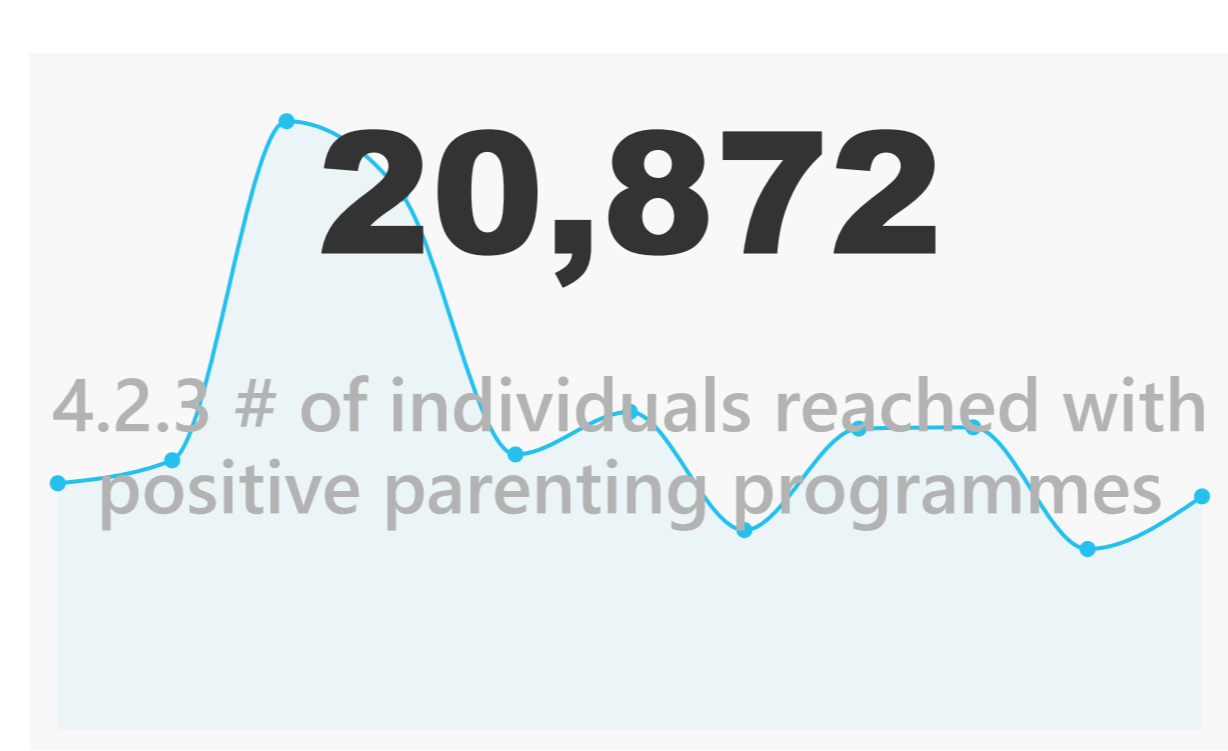 20,872
4.2.3 # of individuals reached with
positive parenting programmes